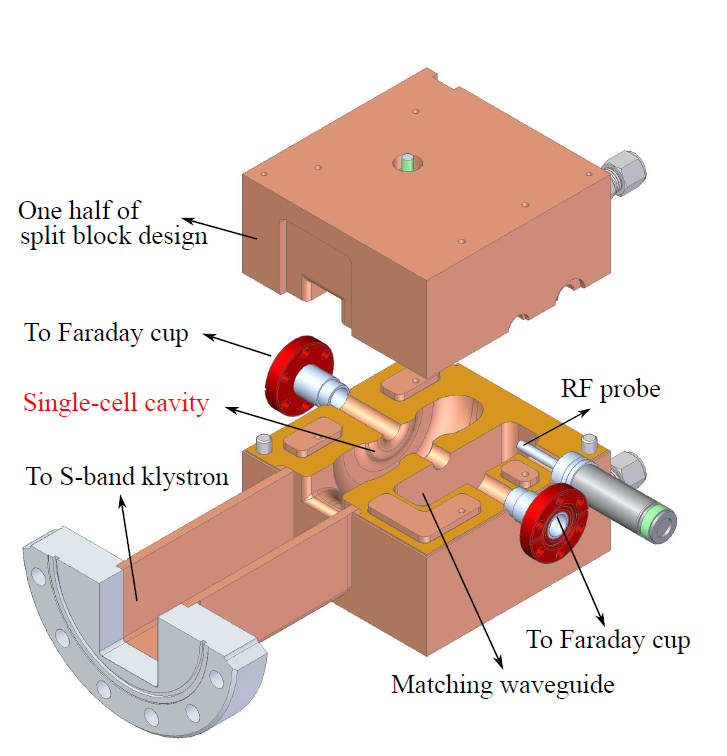 One half of
split block design
To Faraday cup
Single-cell cavity
RF probe
To S-band klystron
To Faraday cup
Matching waveguide